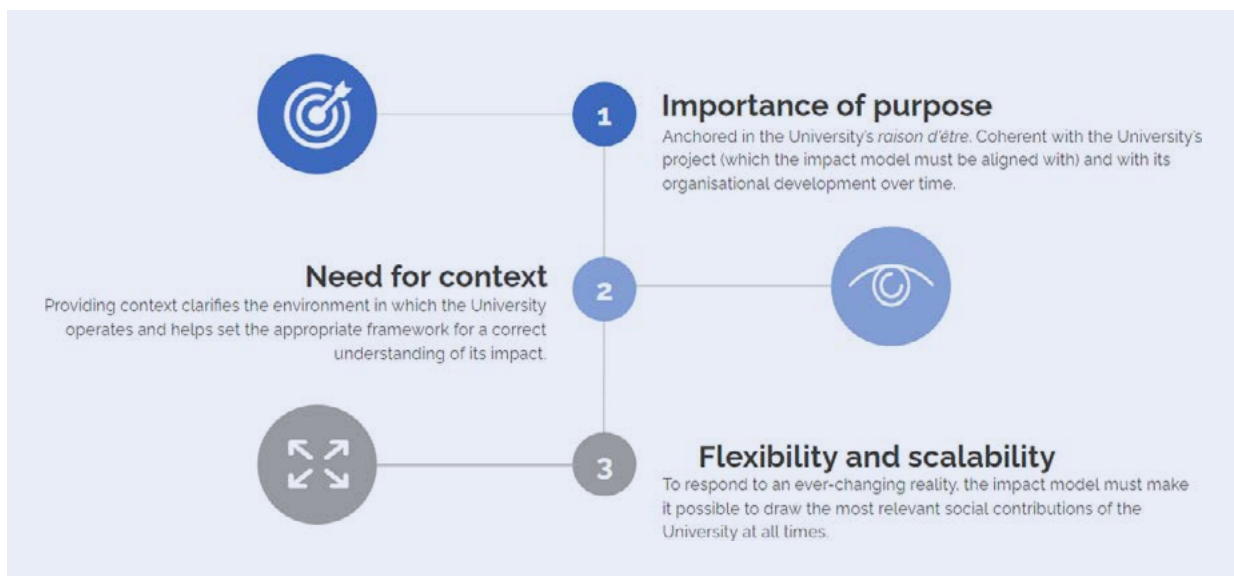 1
Importance of purpose
Anchored in the University's raison d'être. Coherent with the University's
project (which the impact model must be aligned with) and with its
organisational development over time.
Need for context
2
Providing context clarifies the environment in which the University
operates and helps set the appropriate framework for a correct
understanding of its impact.
3
Flexibility and scalability
To respond to an ever-changing reality, the impact model must make
it possible to draw the most relevant social contributions of the
University at all times.